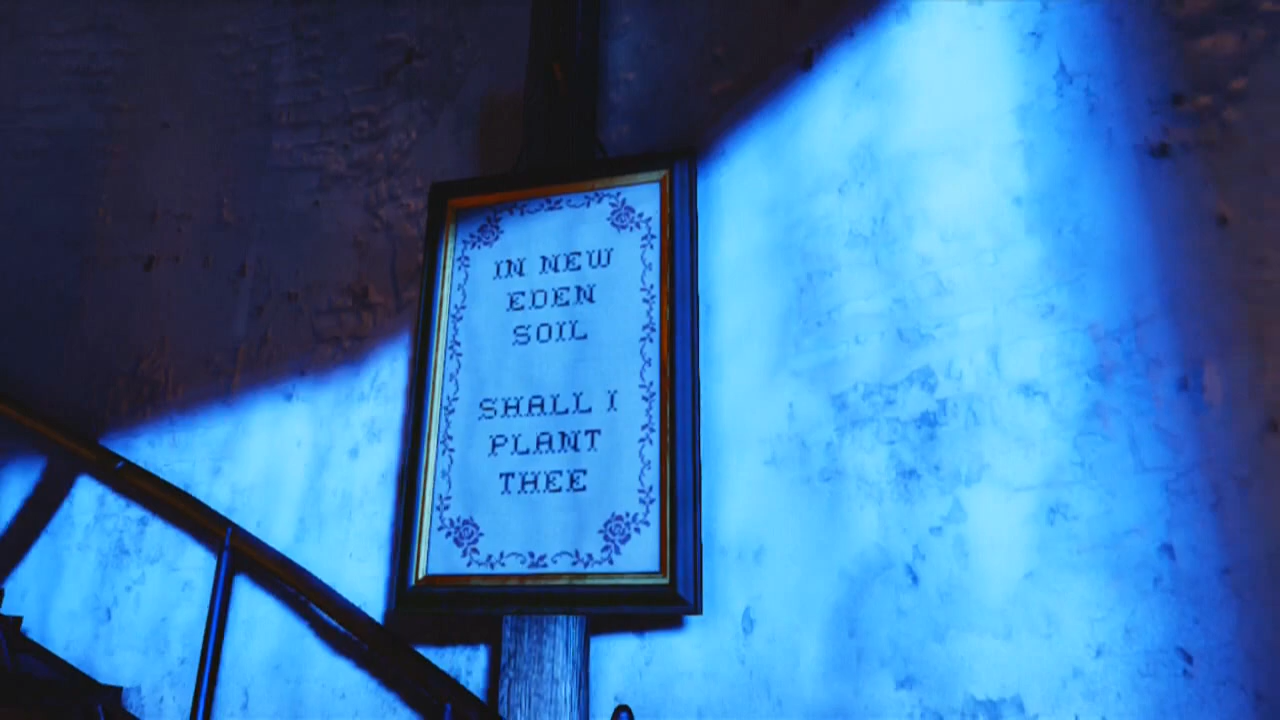 IN NEW
EDEN
SOIL
SHALL I
PLANT
THEE